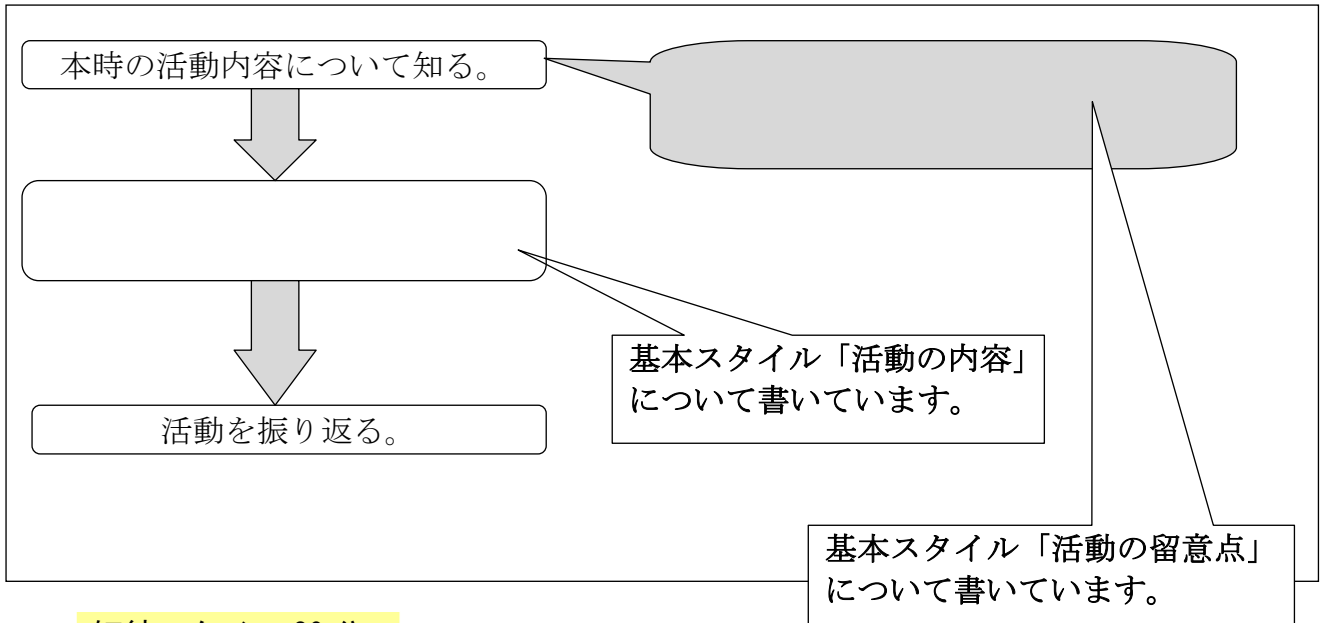 本時の活動内容について知る。
基本スタイル「活動の内容」
について書いています。
活動を振り返る。
基本スタイル「活動の留意点」
について書いています。